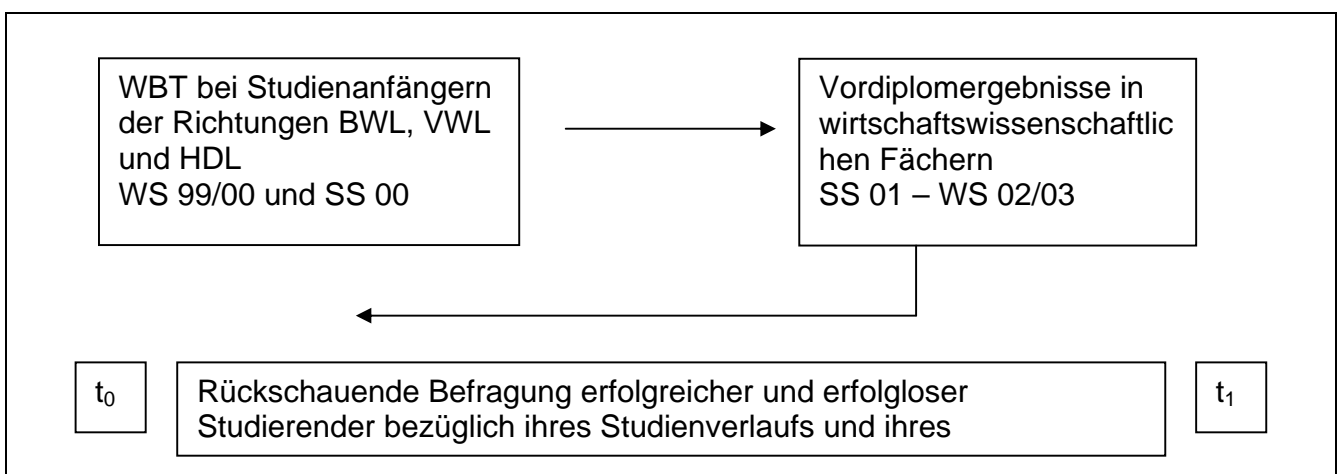 WBT bei Studienanfängern
der Richtungen BWL, VWL
und HDL
WS 99/00 und SS 00
Vordiplomergebnisse in
wirtschaftswissenschaftlic
hen Fächern
SS 01 – WS 02/03
t₀
Rückschauende Befragung erfolgreicher und erfolgloser
Studierender bezüglich ihres Studienverlaufs und ihres
t₁